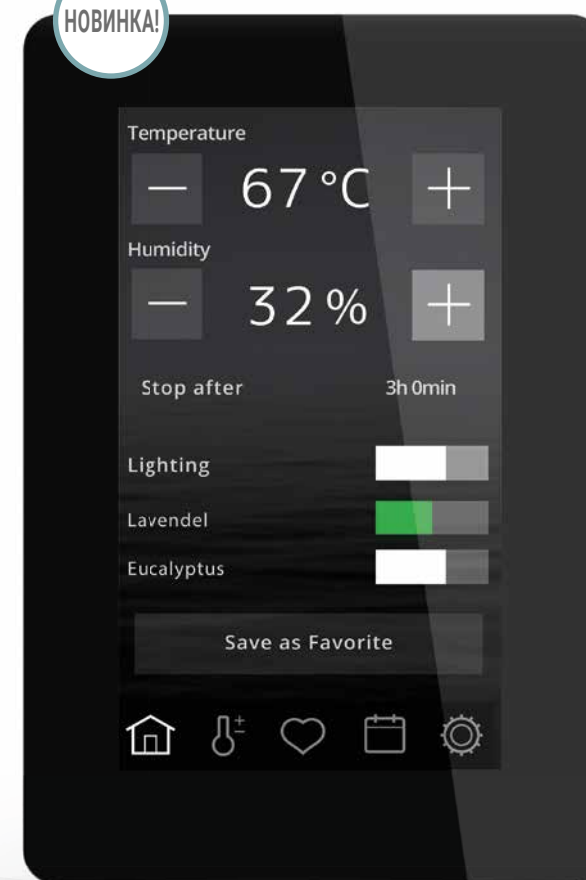 НОВИНКА!
Temperature
67 °C
Humidity
32 %
Stop after 3h 0min
Lighting
Lavendel
Eucalyptus
Save as Favorite